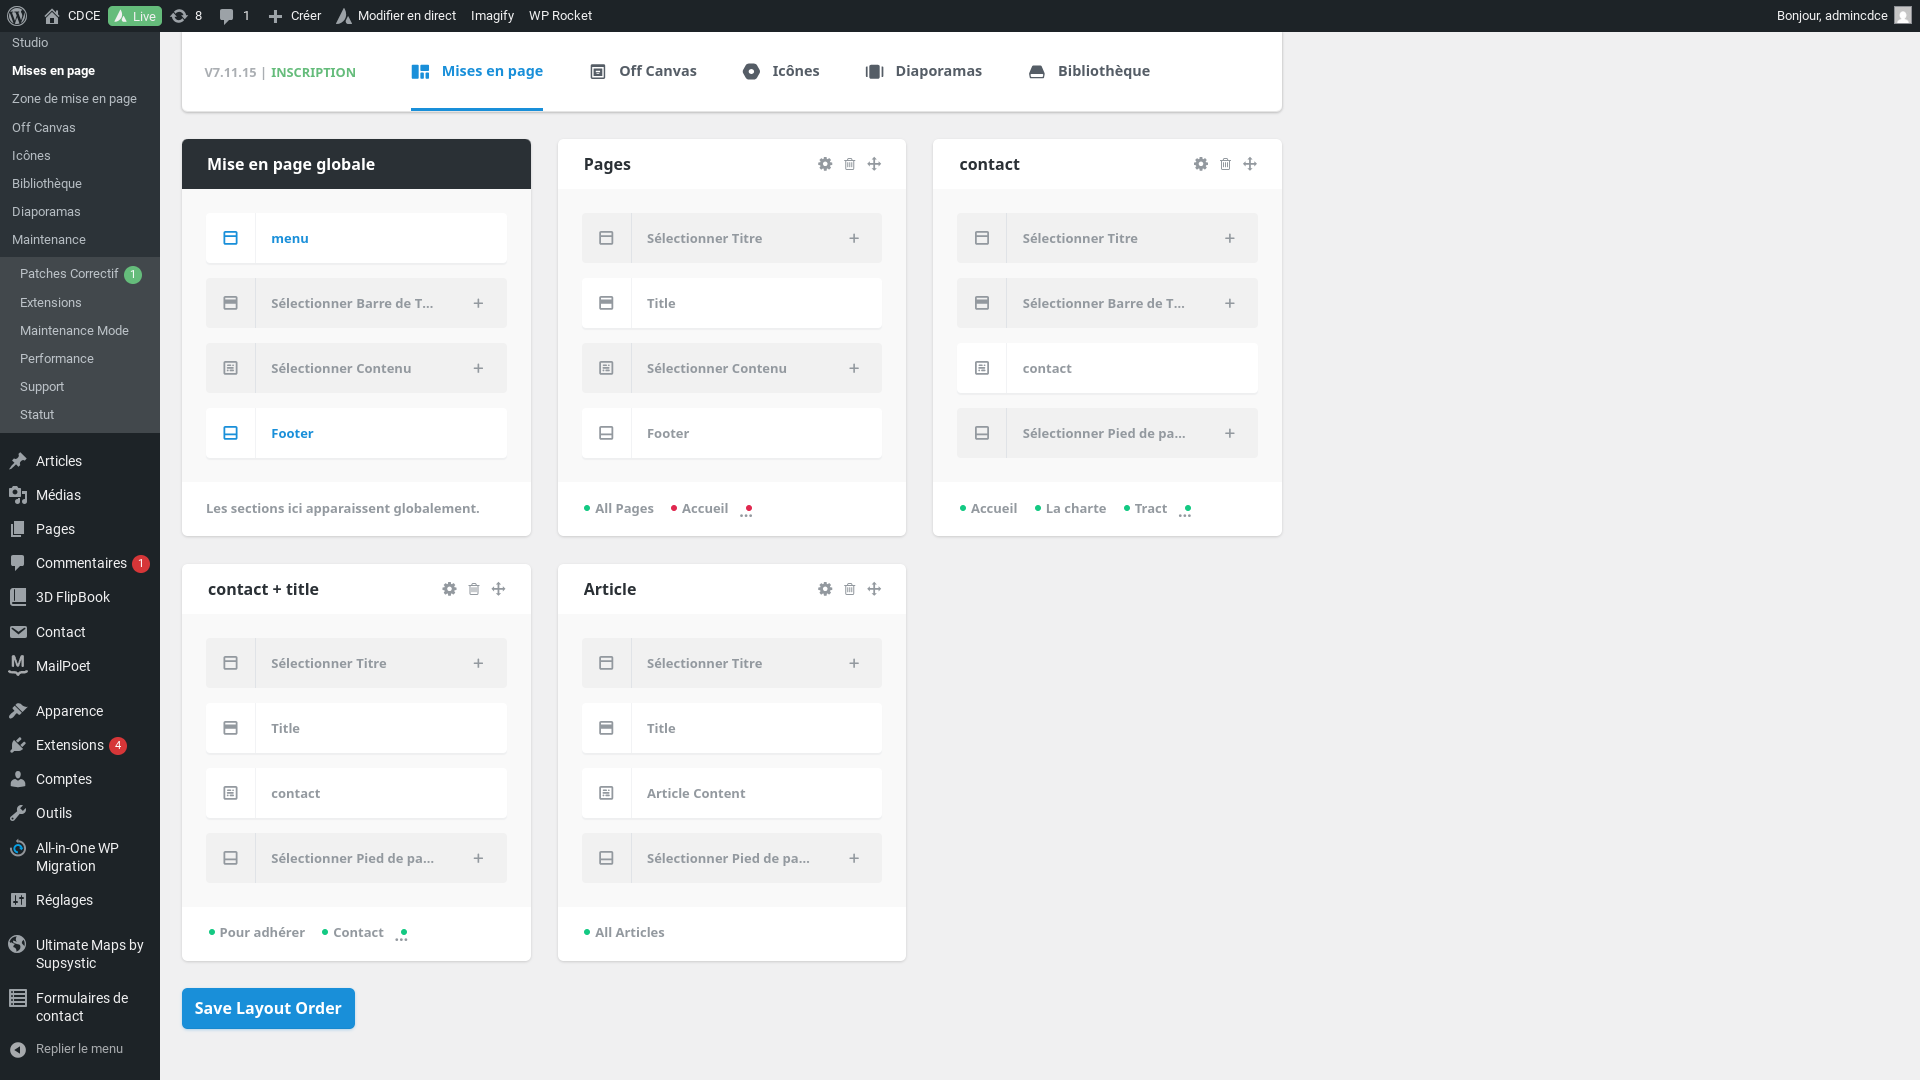 CDCE
Live
8
1
Créer
Modifier en direct
Imagify
WP Rocket
Bonjour, admincdce
Studio
Mises en page
Zone de mise en page
Off Canvas
Icônes
Bibliothèque
Diaporamas
Maintenance
Patches Correctif 1
Extensions
Maintenance Mode
Performance
Support
Statut
Articles
Médias
Pages
Commentaires 1
3D FlipBook
Contact
MailPoet
Apparence
Extensions 4
Comptes
Outils
All-in-One WP
Migration
Réglages
Ultimate Maps by
Supsystic
Formulaires de
contact
Replier le menu
V7.11.15 | INSCRIPTION
Mises en page
Off Canvas
Icônes
Diaporamas
Bibliothèque
Mise en page globale
menu
Sélectionner Barre de T...
Sélectionner Contenu
Footer
Les sections ici apparaissent globalement.
Pages
Sélectionner Titre
Title
Sélectionner Contenu
Footer
All Pages Accueil ...
contact
Sélectionner Titre
Sélectionner Barre de T...
contact
Sélectionner Pied de pa...
Accueil La charte Tract ...
contact + title
Sélectionner Titre
Title
contact
Sélectionner Pied de pa...
Pour adhérer Contact ...
Article
Sélectionner Titre
Title
Article Content
Sélectionner Pied de pa...
All Articles
Save Layout Order